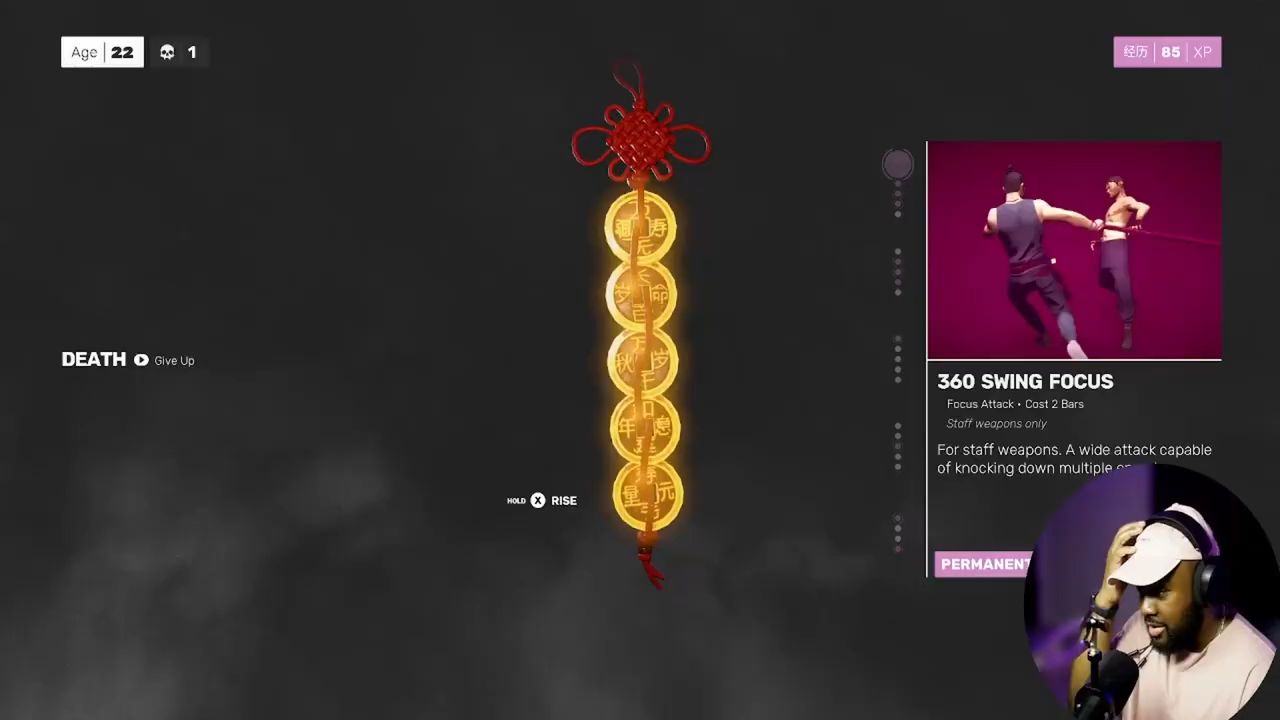 Age 22
1
经历 85 XP
DEATH Give Up
HOLD X RISE
360 SWING FOCUS
Focus Attack • Cost 2 Bars
Staff weapons only
For staff weapons. A wide attack capable
of knocking down multiple
PERMANENT